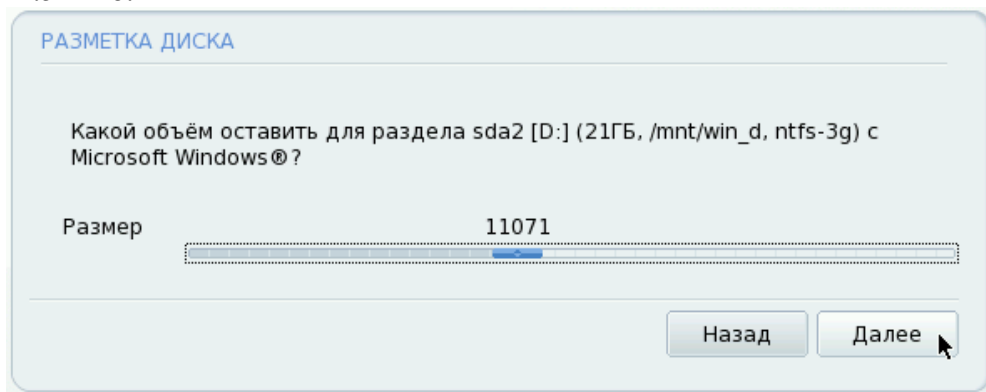 РАЗМЕТКА ДИСКА
Какой объём оставить для раздела sda2 [D:] (21ГБ, /mnt/win_d, ntfs-3g) с
Microsoft Windows®?
Размер
11071
Назад
Далее